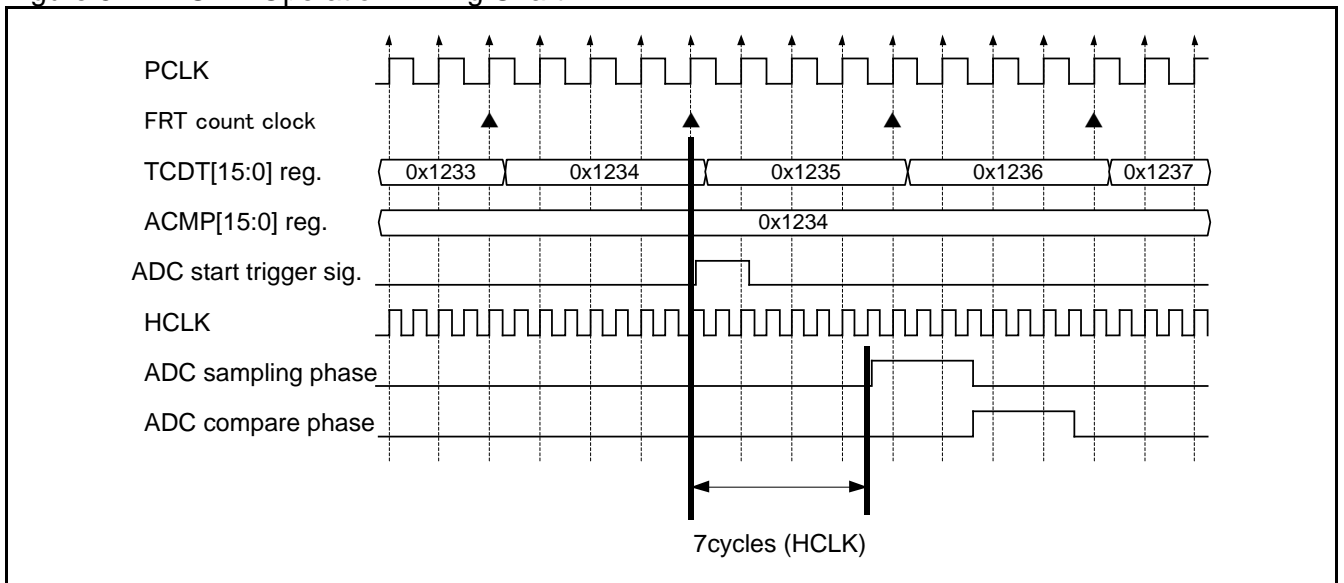 PCLK
FRT count clock
TCDT[15:0] reg.
0x1233 0x1234 0x1235 0x1236 0x1237
ACMP[15:0] reg.
0x1234
ADC start trigger sig.
HCLK
ADC sampling phase
ADC compare phase
7cycles (HCLK)